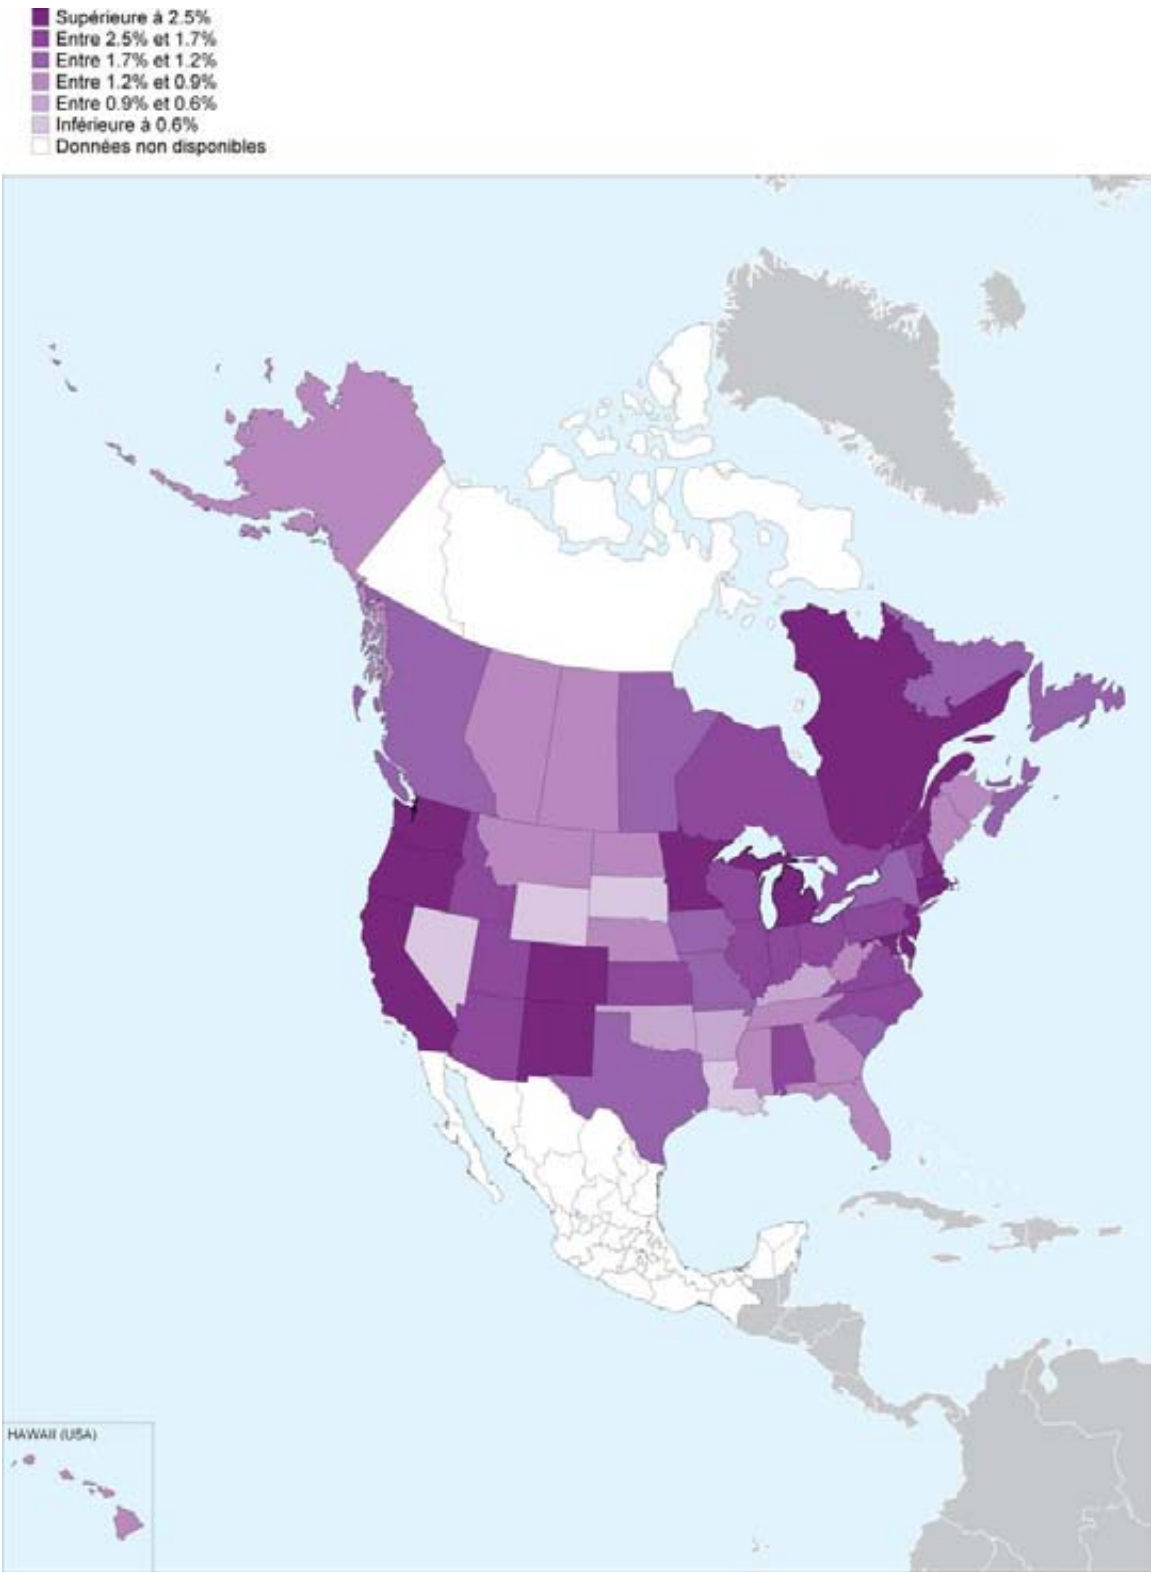 Supérieure à 2.5%
Entre 2.5% et 1.7%
Entre 1.7% et 1.2%
Entre 1.2% et 0.9%
Entre 0.9% et 0.6%
Inférieure à 0.6%
Données non disponibles
HAWAII (USA)